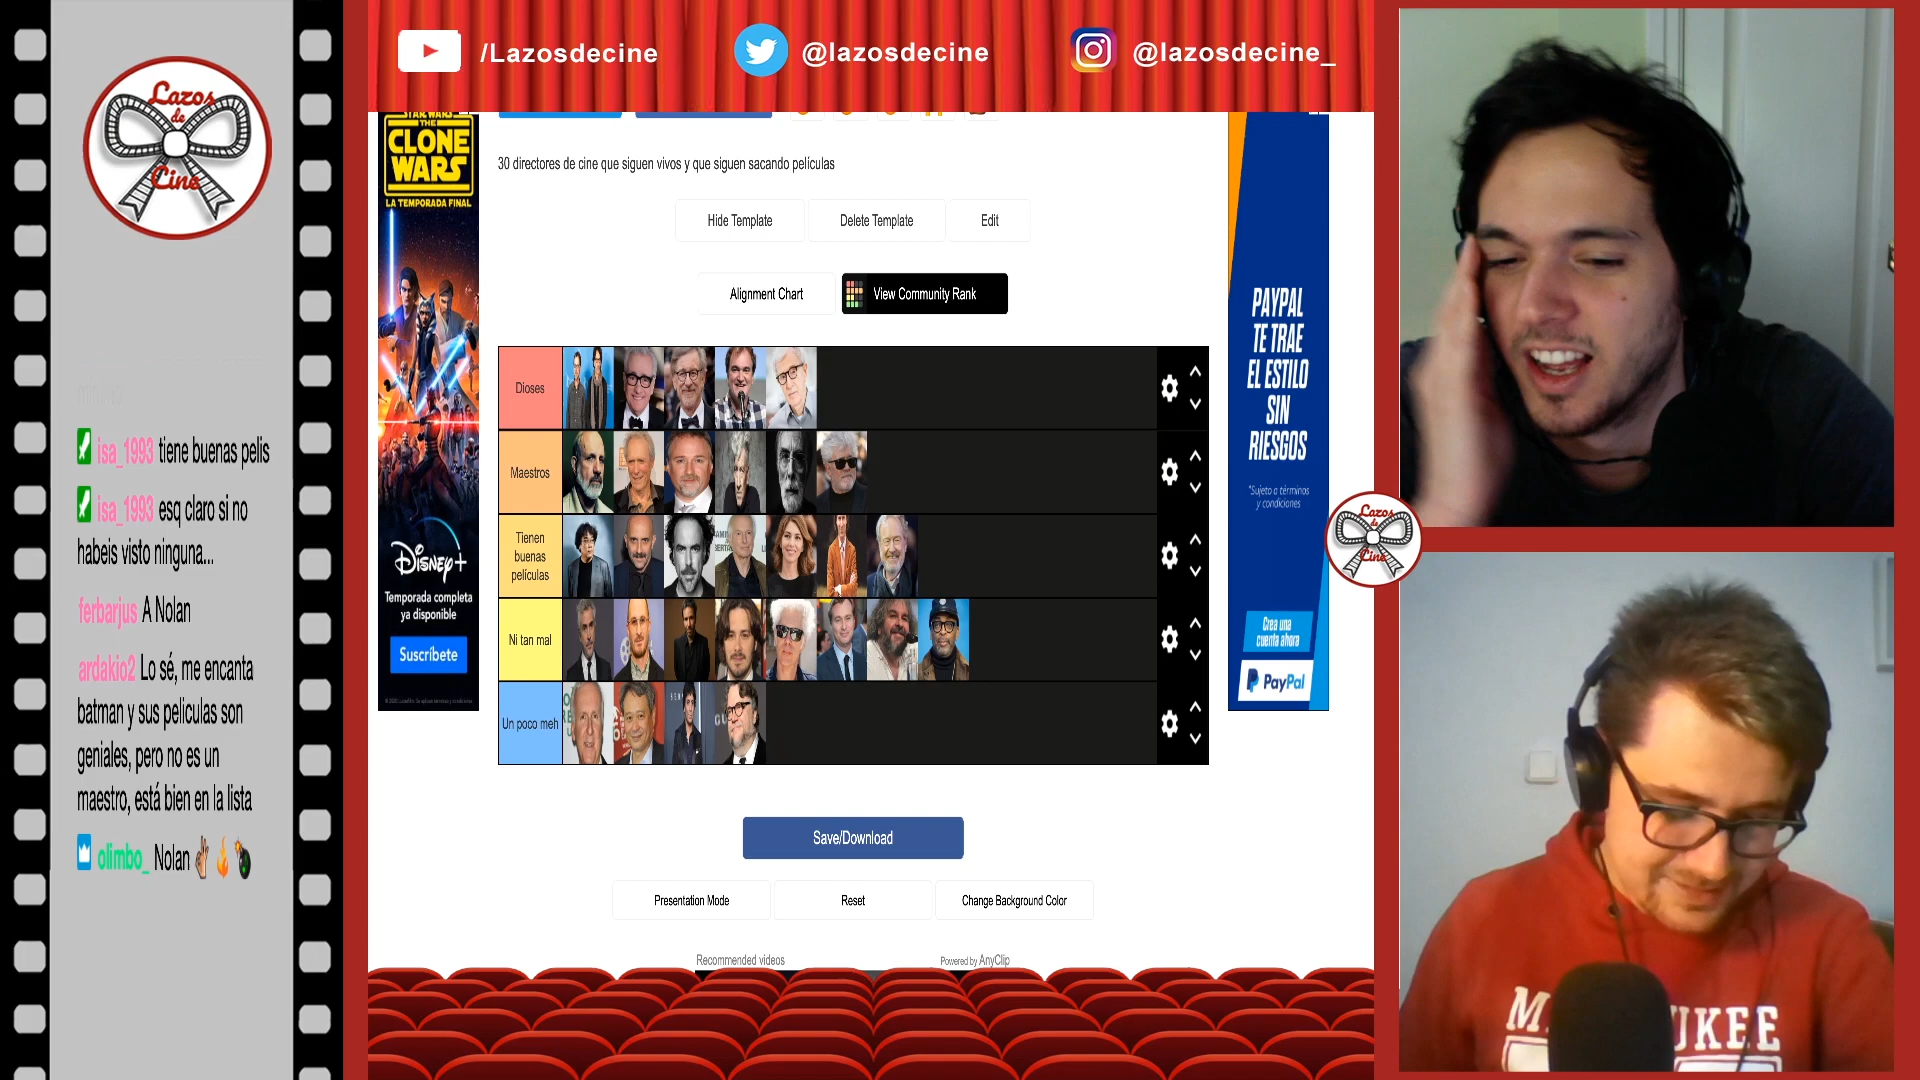 Lazos
de
Cine
isa_1993 tiene buenas pelis
isa_1993 esq claro si no
habeis visto ninguna...
ferbarjus A Nolan
ardakio2 Lo sé, me encanta
batman y sus peliculas son
geniales, pero no es un
maestro, está bien en la lista
olimbo_ Nolan
/Lazosdecine
@lazosdecine
@lazosdecine_
STAR WARS
THE
CLONE
WARS
LA TEMPORADA FINAL
Disney+
Temporada completa
ya disponible
Suscríbete
30 directores de cine que siguen vivos y que siguen sacando películas
Hide Template
Delete Template
Edit
Alignment Chart
View Community Rank
Dioses
Maestros
Tienen
buenas
películas
Ni tan mal
Un poco meh
Save/Download
Presentation Mode
Reset
Change Background Color
Recommended videos
Powered by AnyClip
PAYPAL
TE TRAE
EL ESTILO
SIN
RIESGOS
*Sujeto a términos
y condiciones
Crea una
cuenta ahora
PayPal
Lazos
de
Cine